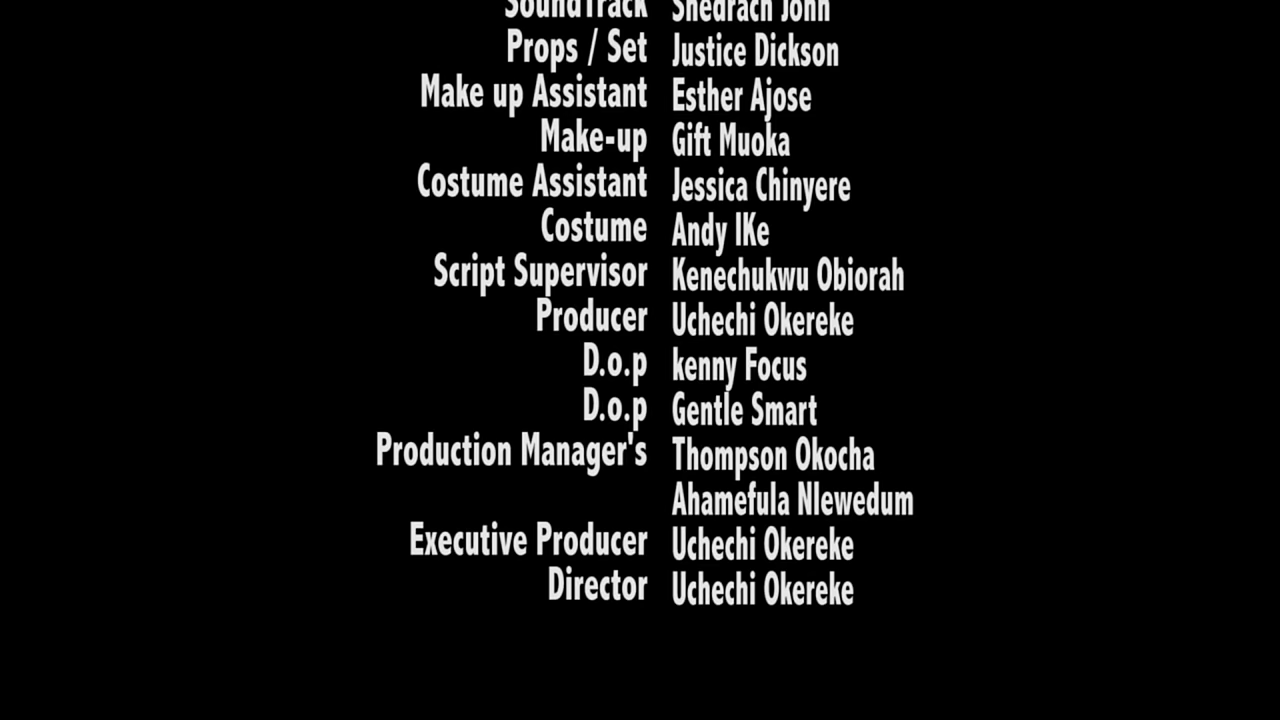 SoundTrack Shedrach John
Props / Set Justice Dickson
Make up Assistant Esther Ajose
Make-up Gift Muoka
Costume Assistant Jessica Chinyere
Costume Andy IKe
Script Supervisor Kenechukwu Obiorah
Producer Uchechi Okereke
D.o.p kenny Focus
D.o.p Gentle Smart
Production Manager's Thompson Okocha
Ahamefula Nlewedum
Executive Producer Uchechi Okereke
Director Uchechi Okereke